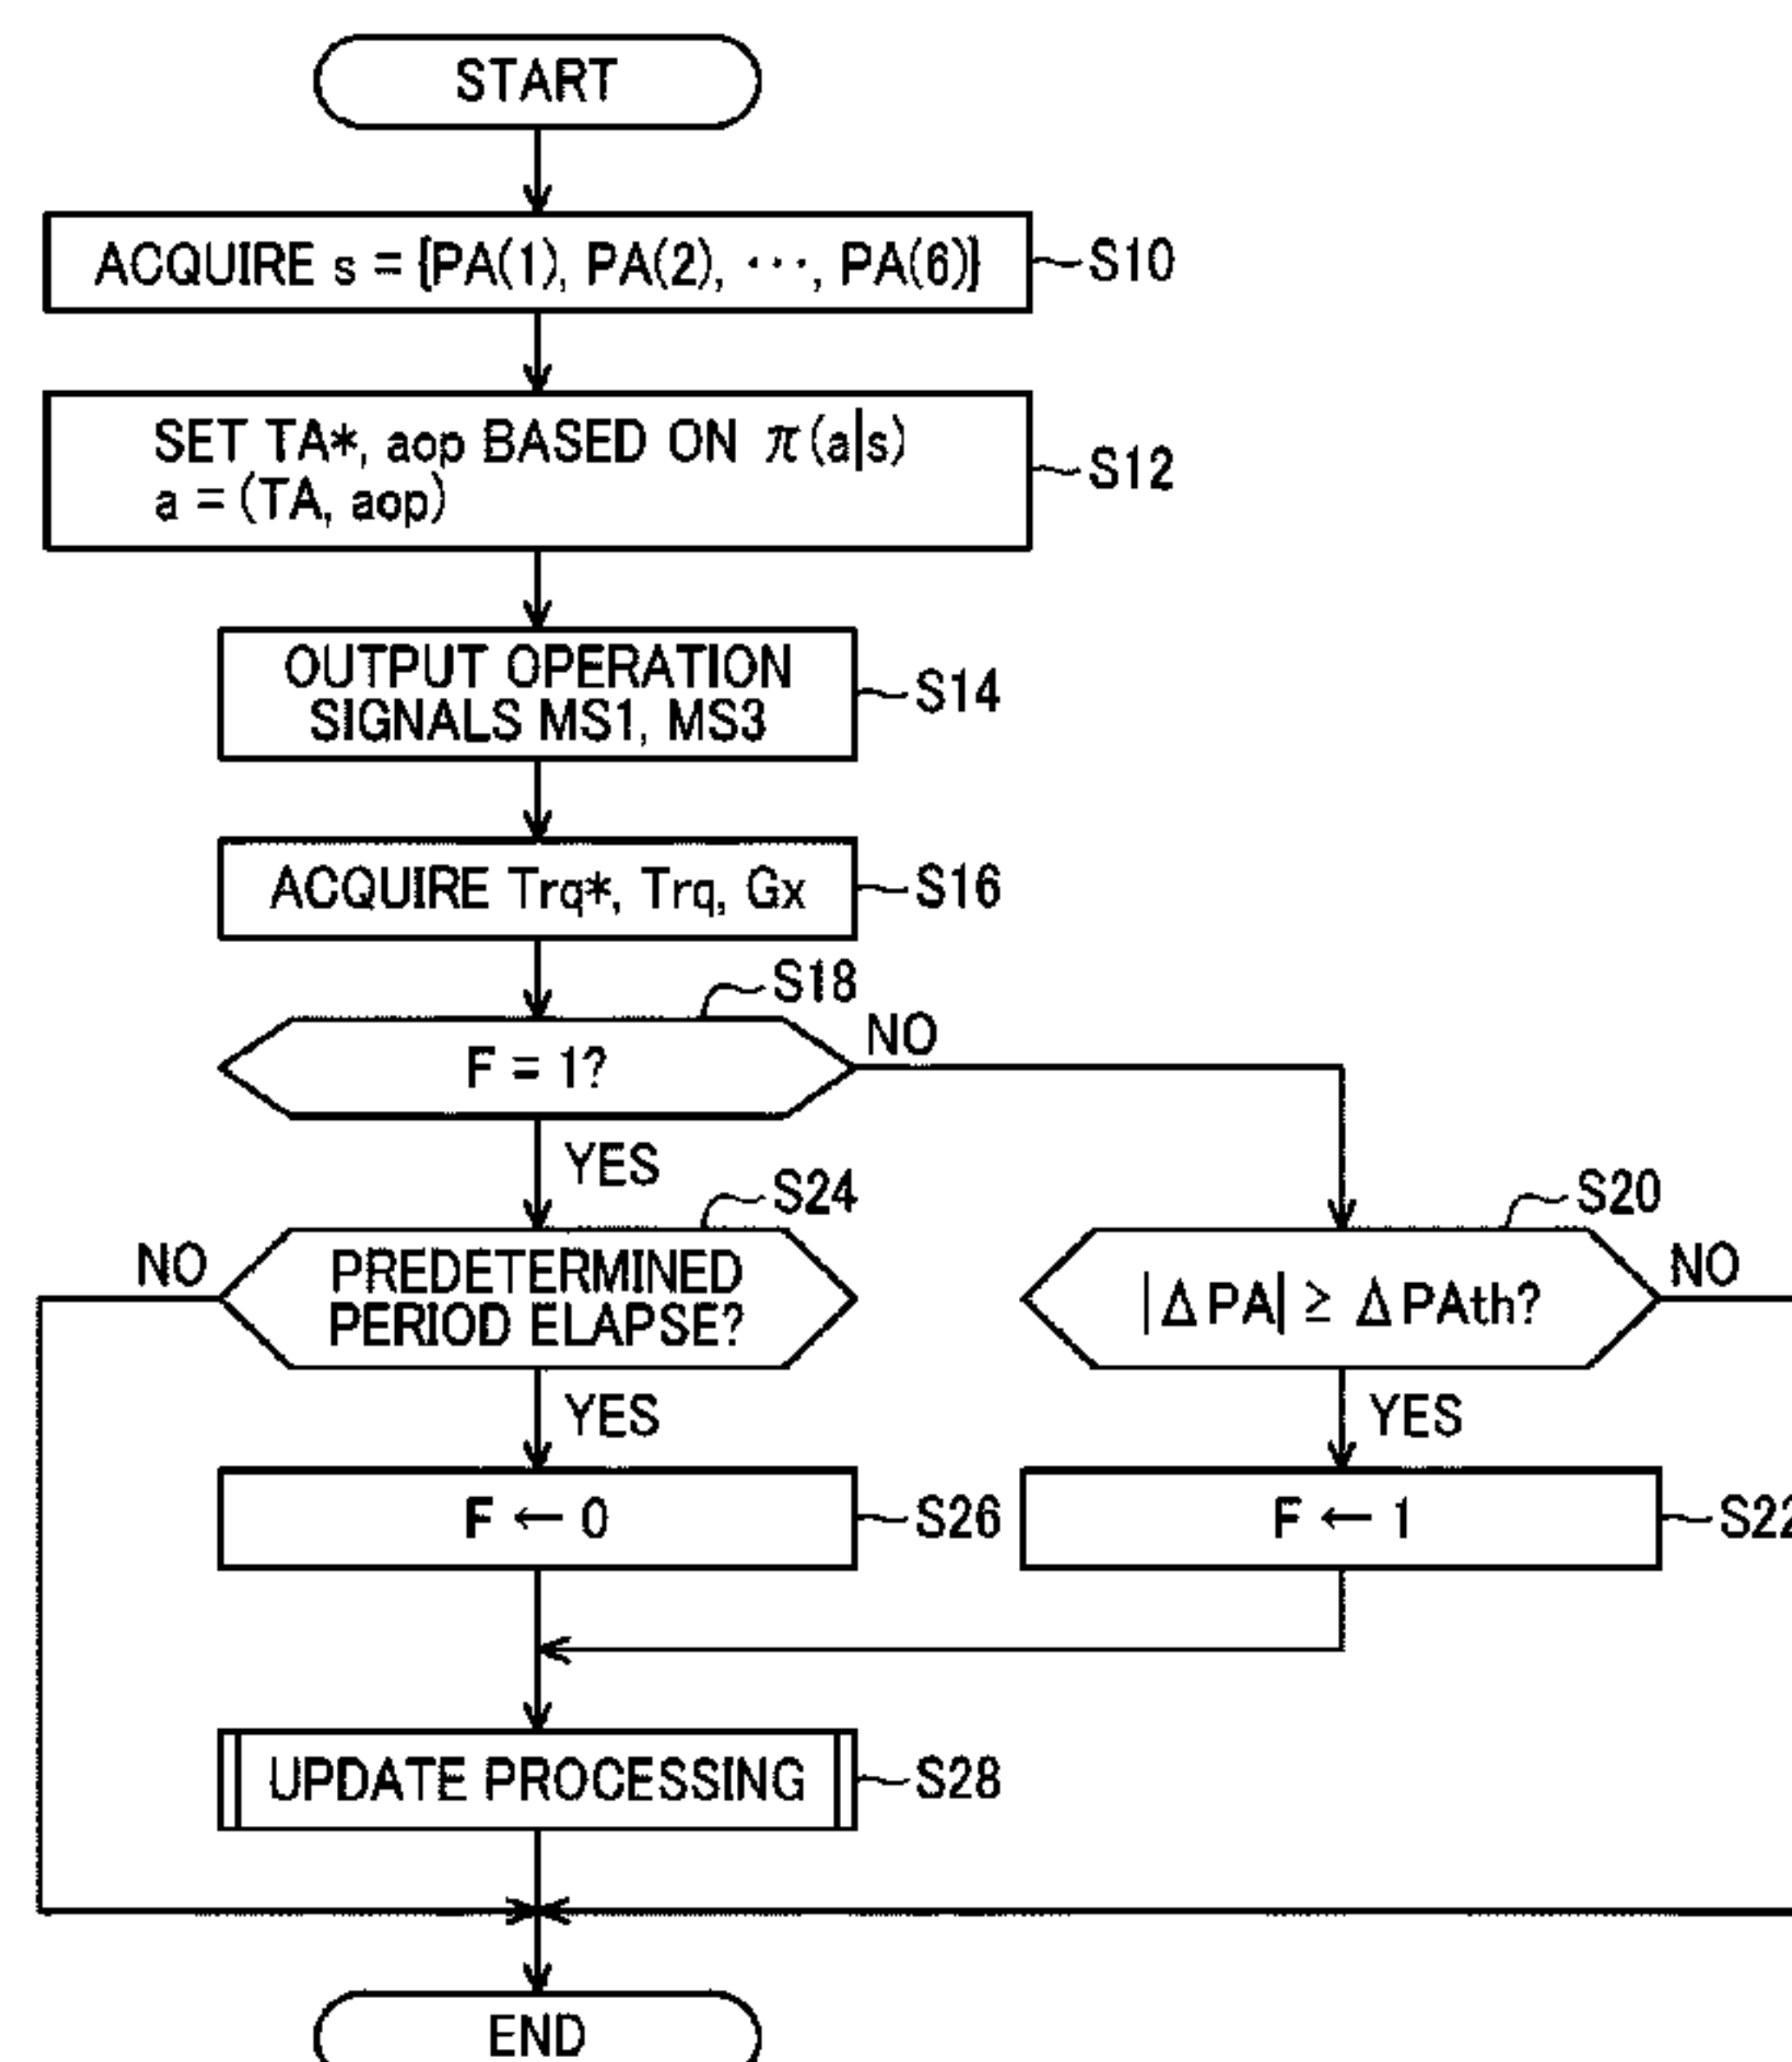 START
ACQUIRE s = {PA(1), PA(2), ···, PA(6)}
S10
SET TA*, aop BASED ON π(a|s)
a = (TA, aop)
S12
OUTPUT OPERATION
SIGNALS MS1, MS3
S14
ACQUIRE Trq*, Trq, Gx
S16
S18
F = 1?
NO
YES
S24
S20
NO
PREDETERMINED
PERIOD ELAPSE?
|ΔPA| ≥ ΔPAth?
NO
YES
YES
F ← 0
S26
F ← 1
S22
UPDATE PROCESSING
S28
END